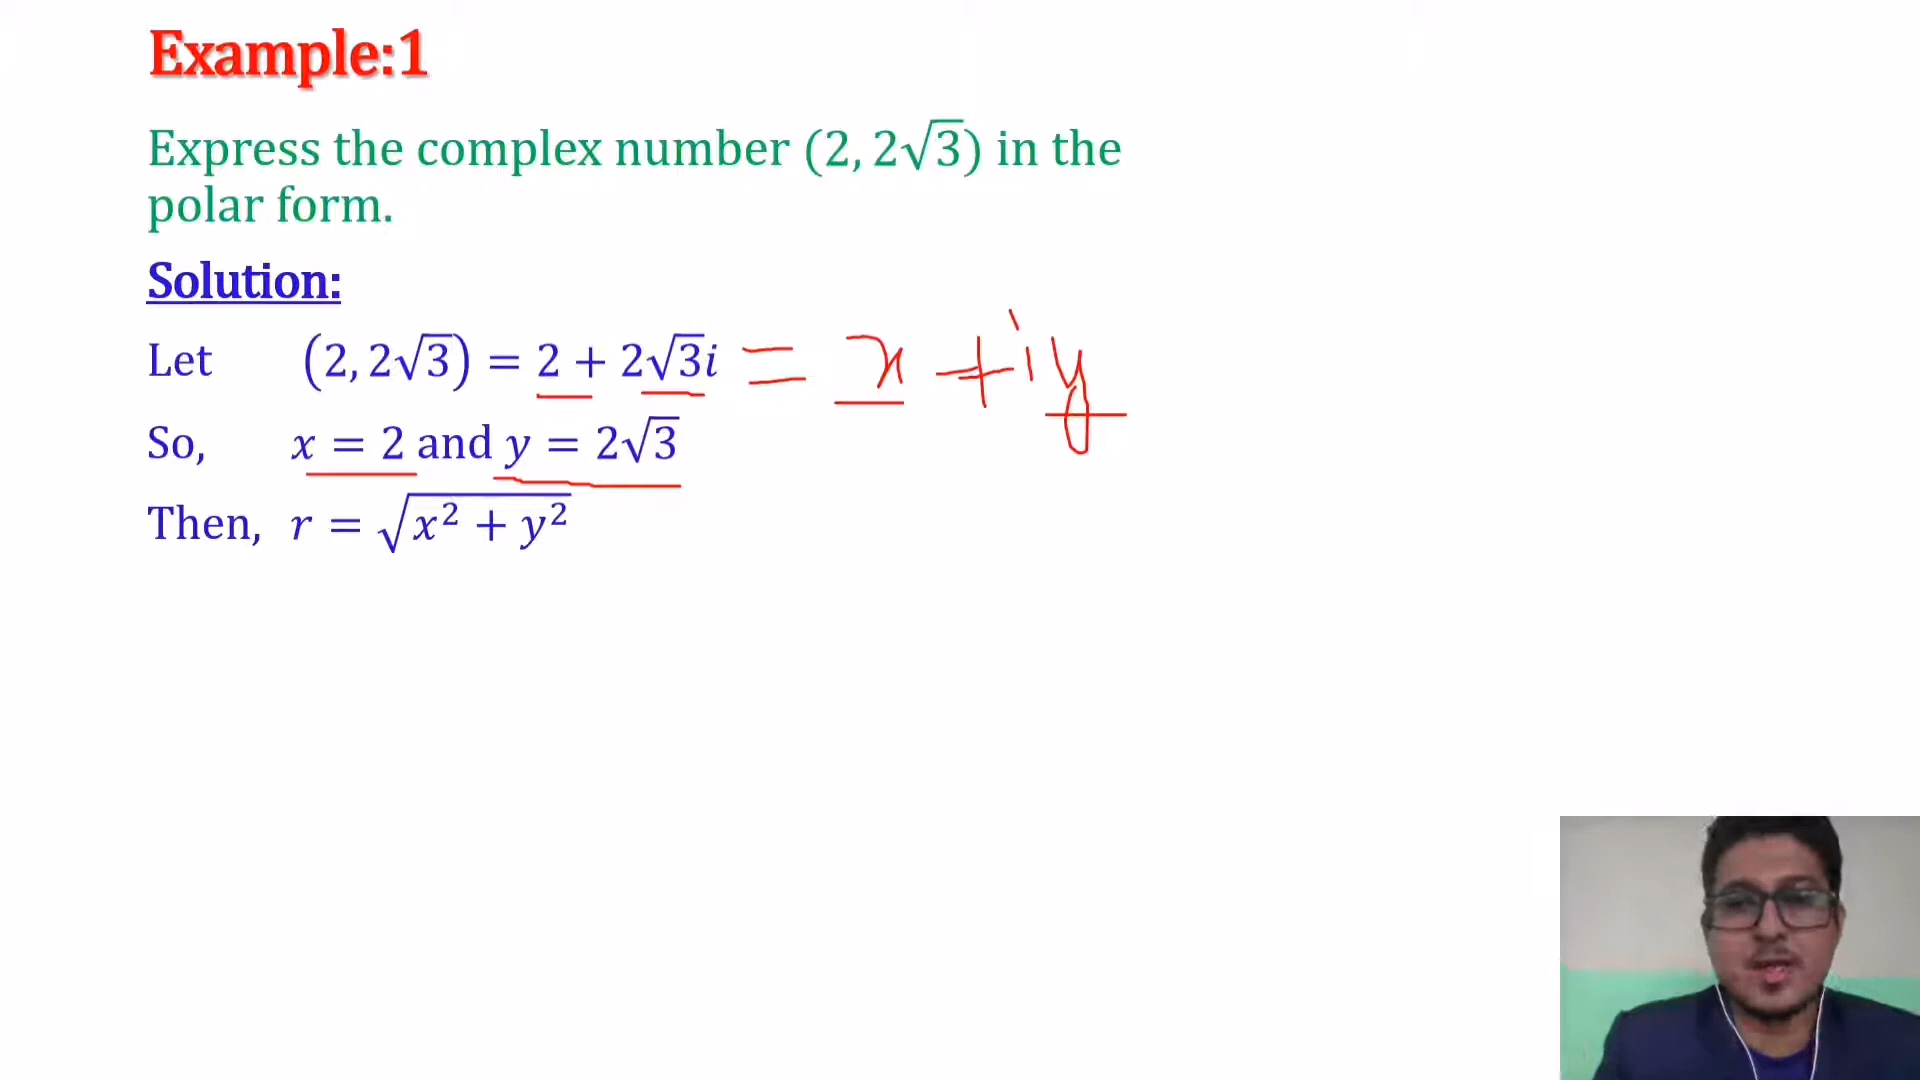 Example:1
Express the complex number (2, 2√3) in the
polar form.
Solution:
Let (2, 2√3) = 2 + 2√3i = x + iy
So, x = 2 and y = 2√3
Then, r = √(x² + y²)